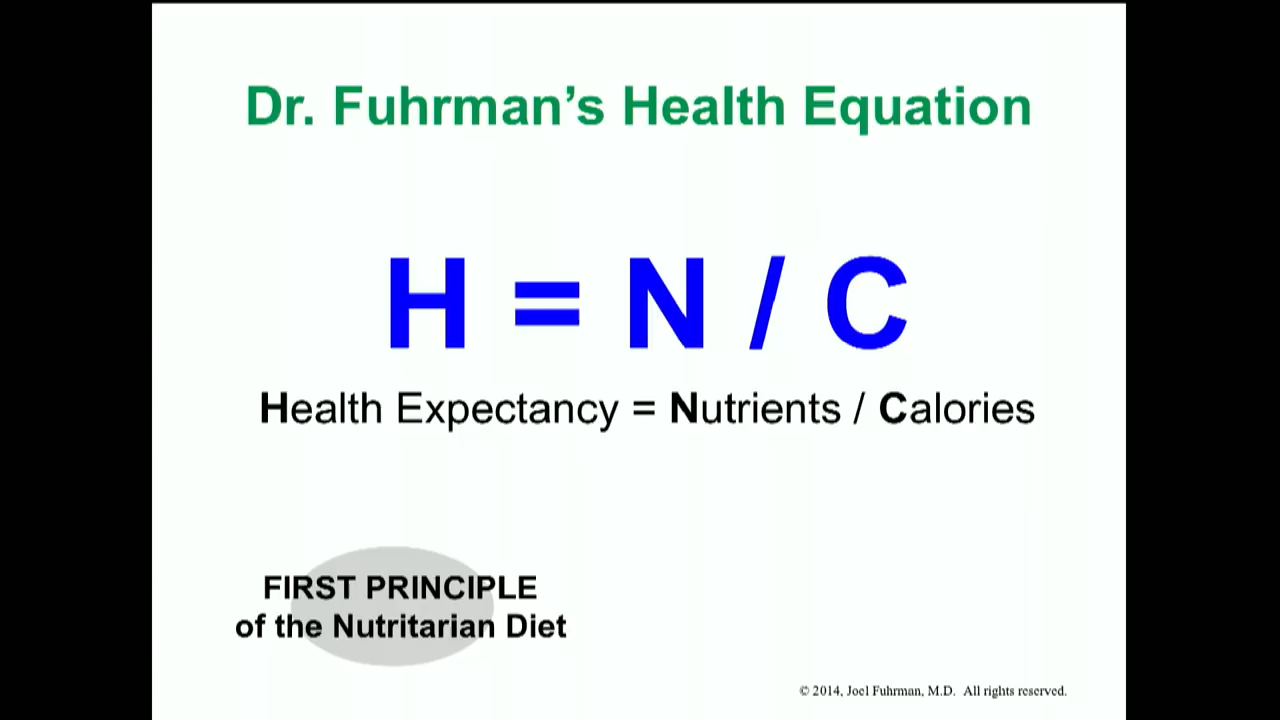 Dr. Fuhrman’s Health Equation
H = N / C
Health Expectancy = Nutrients / Calories
FIRST PRINCIPLE
of the Nutritarian Diet
© 2014, Joel Fuhrman, M.D.  All rights reserved.